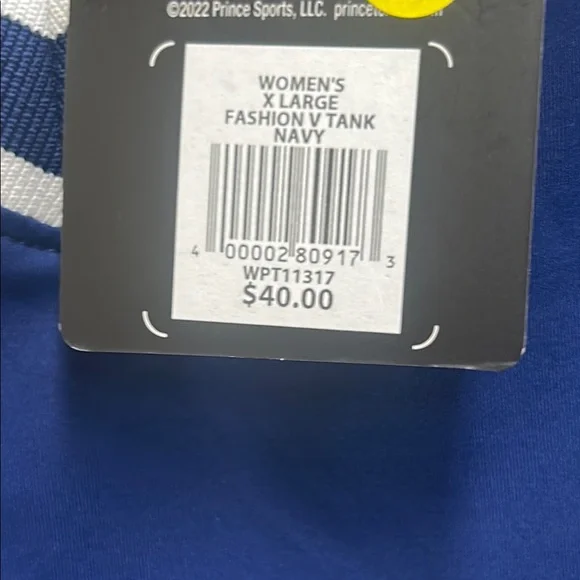 ©2022 Prince Sports, LLC.
WOMEN'S
X LARGE
FASHION V TANK
NAVY
4 00002 80917 3
WPT11317
$40.00